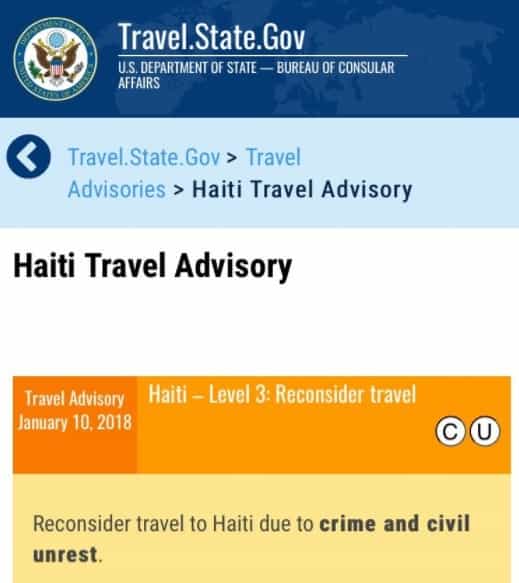 Travel.State.Gov
U.S. DEPARTMENT OF STATE — BUREAU OF CONSULAR
AFFAIRS
Travel.State.Gov > Travel
Advisories > Haiti Travel Advisory
Haiti Travel Advisory
Travel Advisory
January 10, 2018
Haiti – Level 3: Reconsider travel
C U
Reconsider travel to Haiti due to crime and civil
unrest.